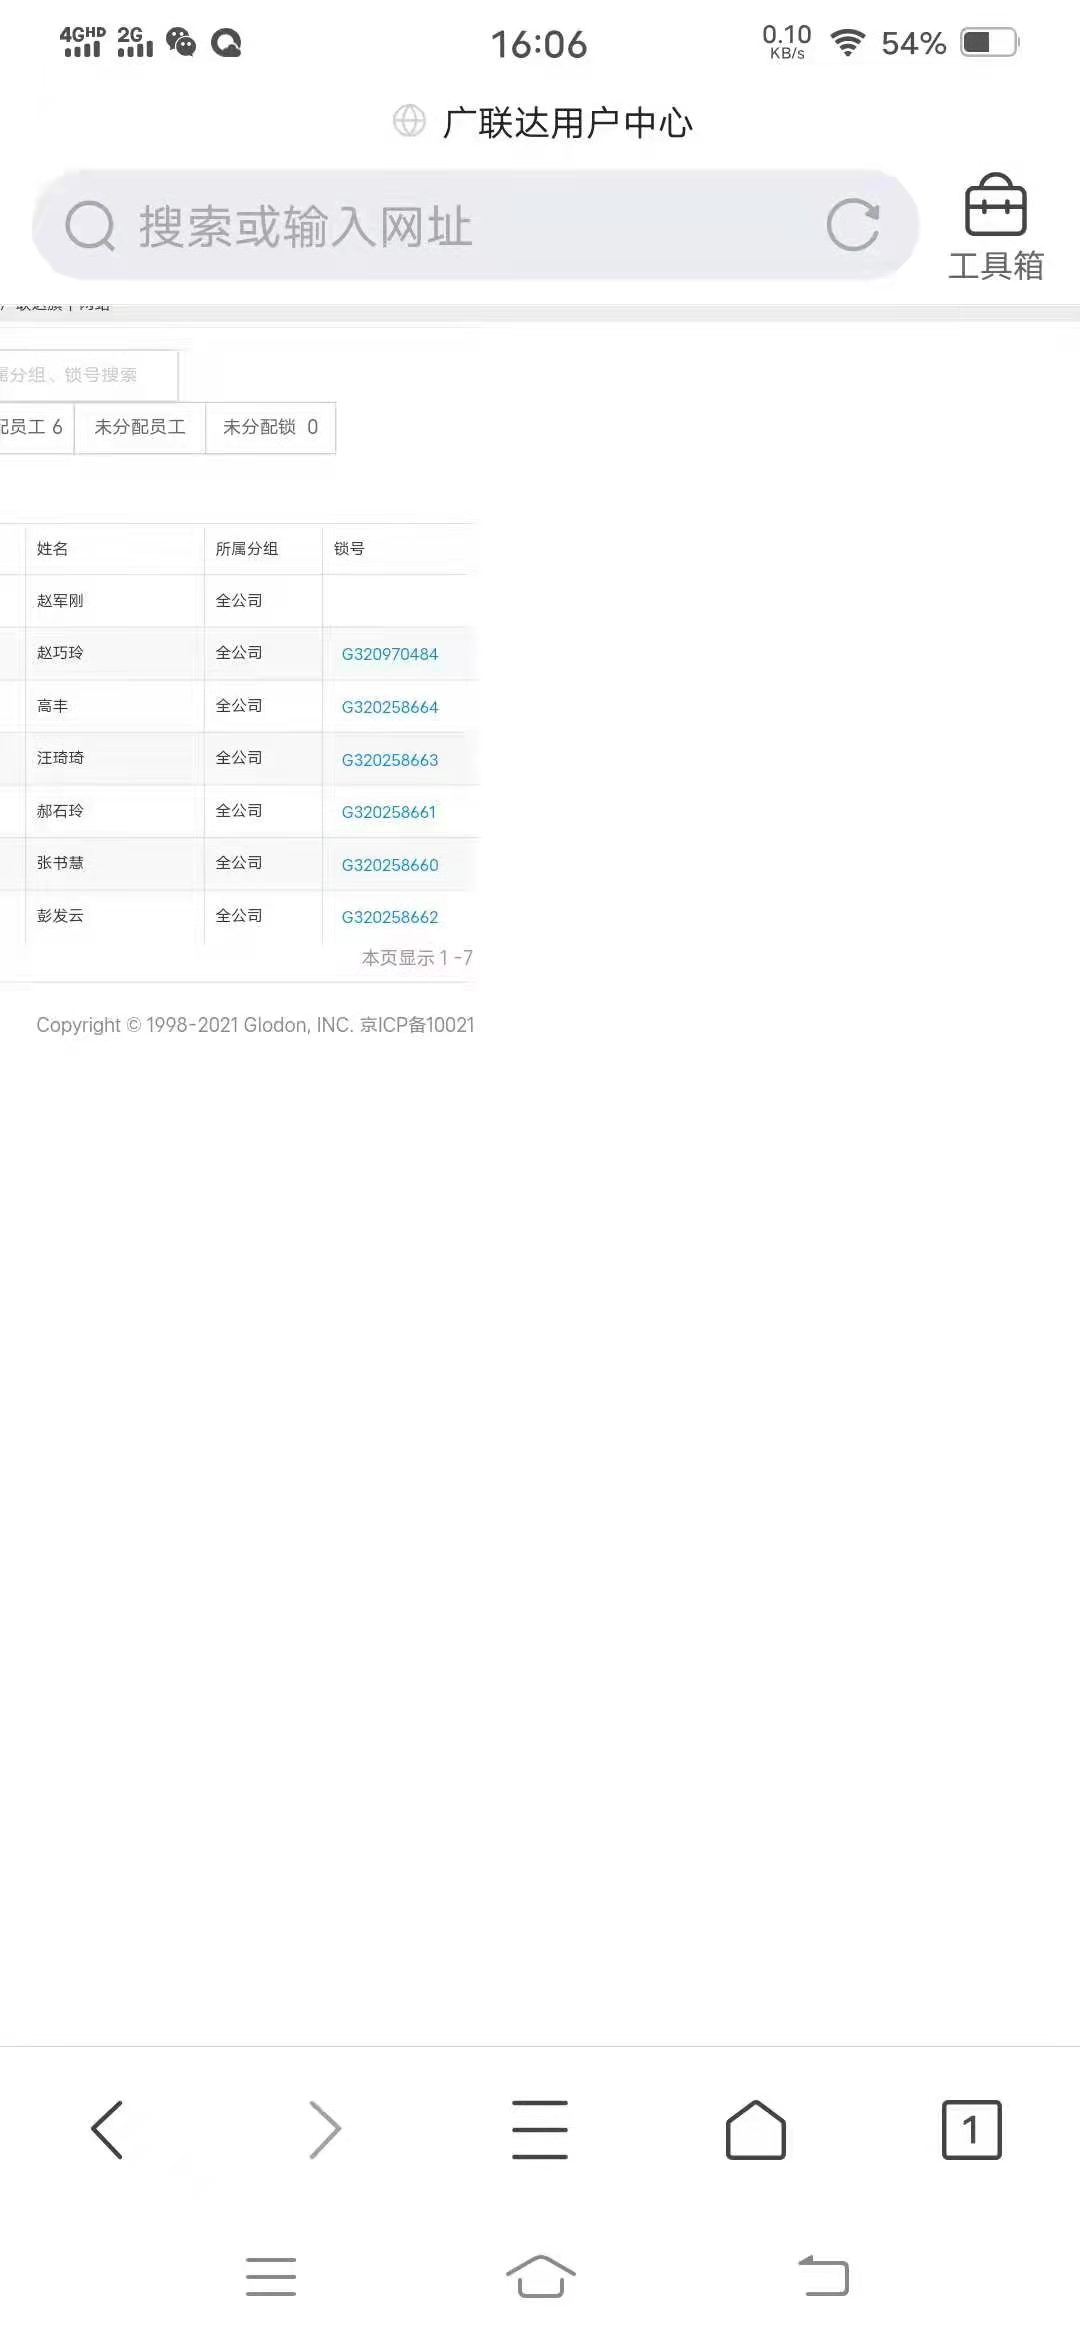 4GHD 2G 16:06 0.10 KB/s 54%
广联达用户中心
搜索或输入网址
工具箱
分组、锁号搜索
配员工 6 未分配员工 未分配锁 0
姓名 所属分组 锁号
赵军刚 全公司
赵巧玲 全公司 G320970484
高丰 全公司 G320258664
汪琦琦 全公司 G320258663
郝石玲 全公司 G320258661
张书慧 全公司 G320258660
彭发云 全公司 G320258662
本页显示 1 -7
Copyright © 1998-2021 Glodon, INC. 京ICP备10021
1